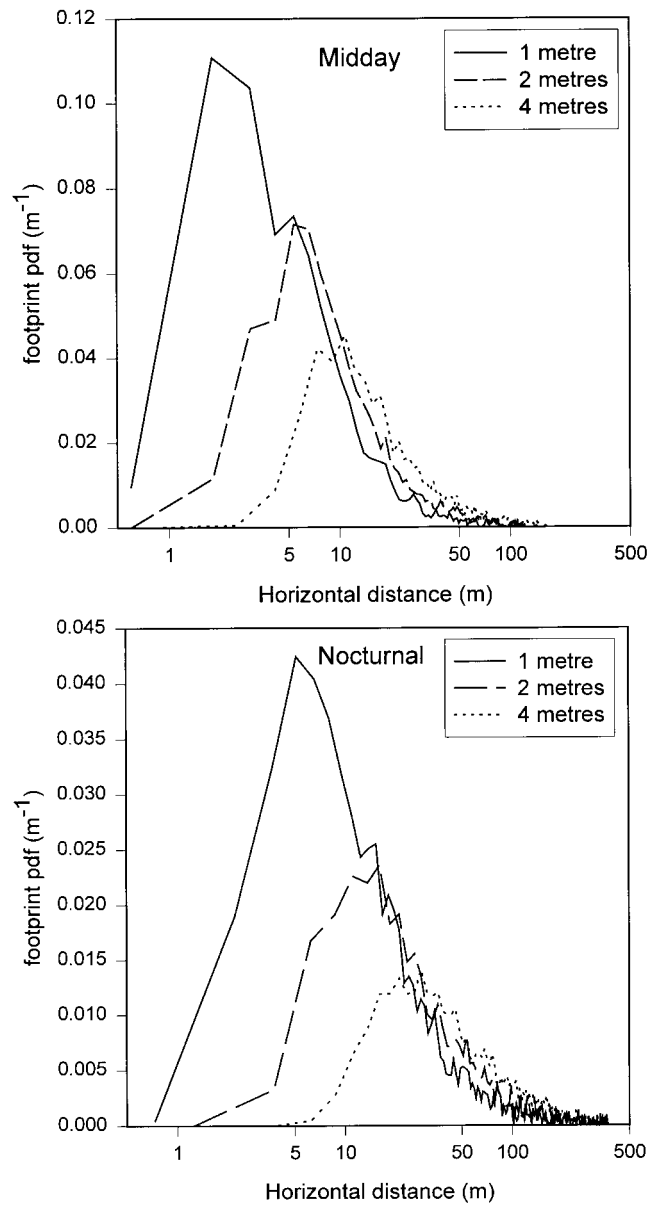 0.12
Midday
1 metre
2 metres
4 metres
0.10
0.08
0.06
0.04
0.02
0.00
footprint pdf (m-1)
1
5
10
50
100
500
Horizontal distance (m)
0.045
Nocturnal
1 metre
2 metres
4 metres
0.040
0.035
0.030
0.025
0.020
0.015
0.010
0.005
0.000
footprint pdf (m-1)
1
5
10
50
100
500
Horizontal distance (m)